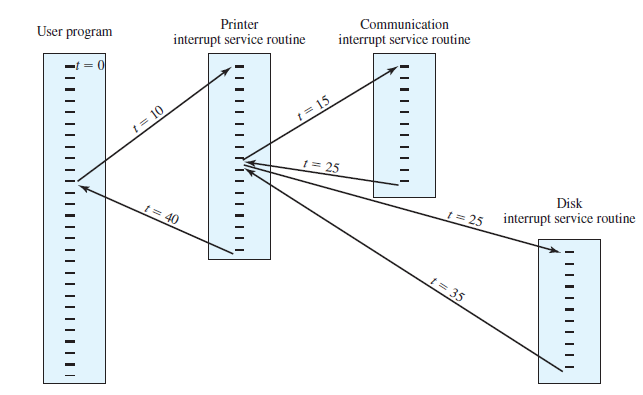 User program
Printer
interrupt service routine
Communication
interrupt service routine
t = 0
t = 10
t = 15
t = 25
t = 40
t = 25
Disk
interrupt service routine
t = 35